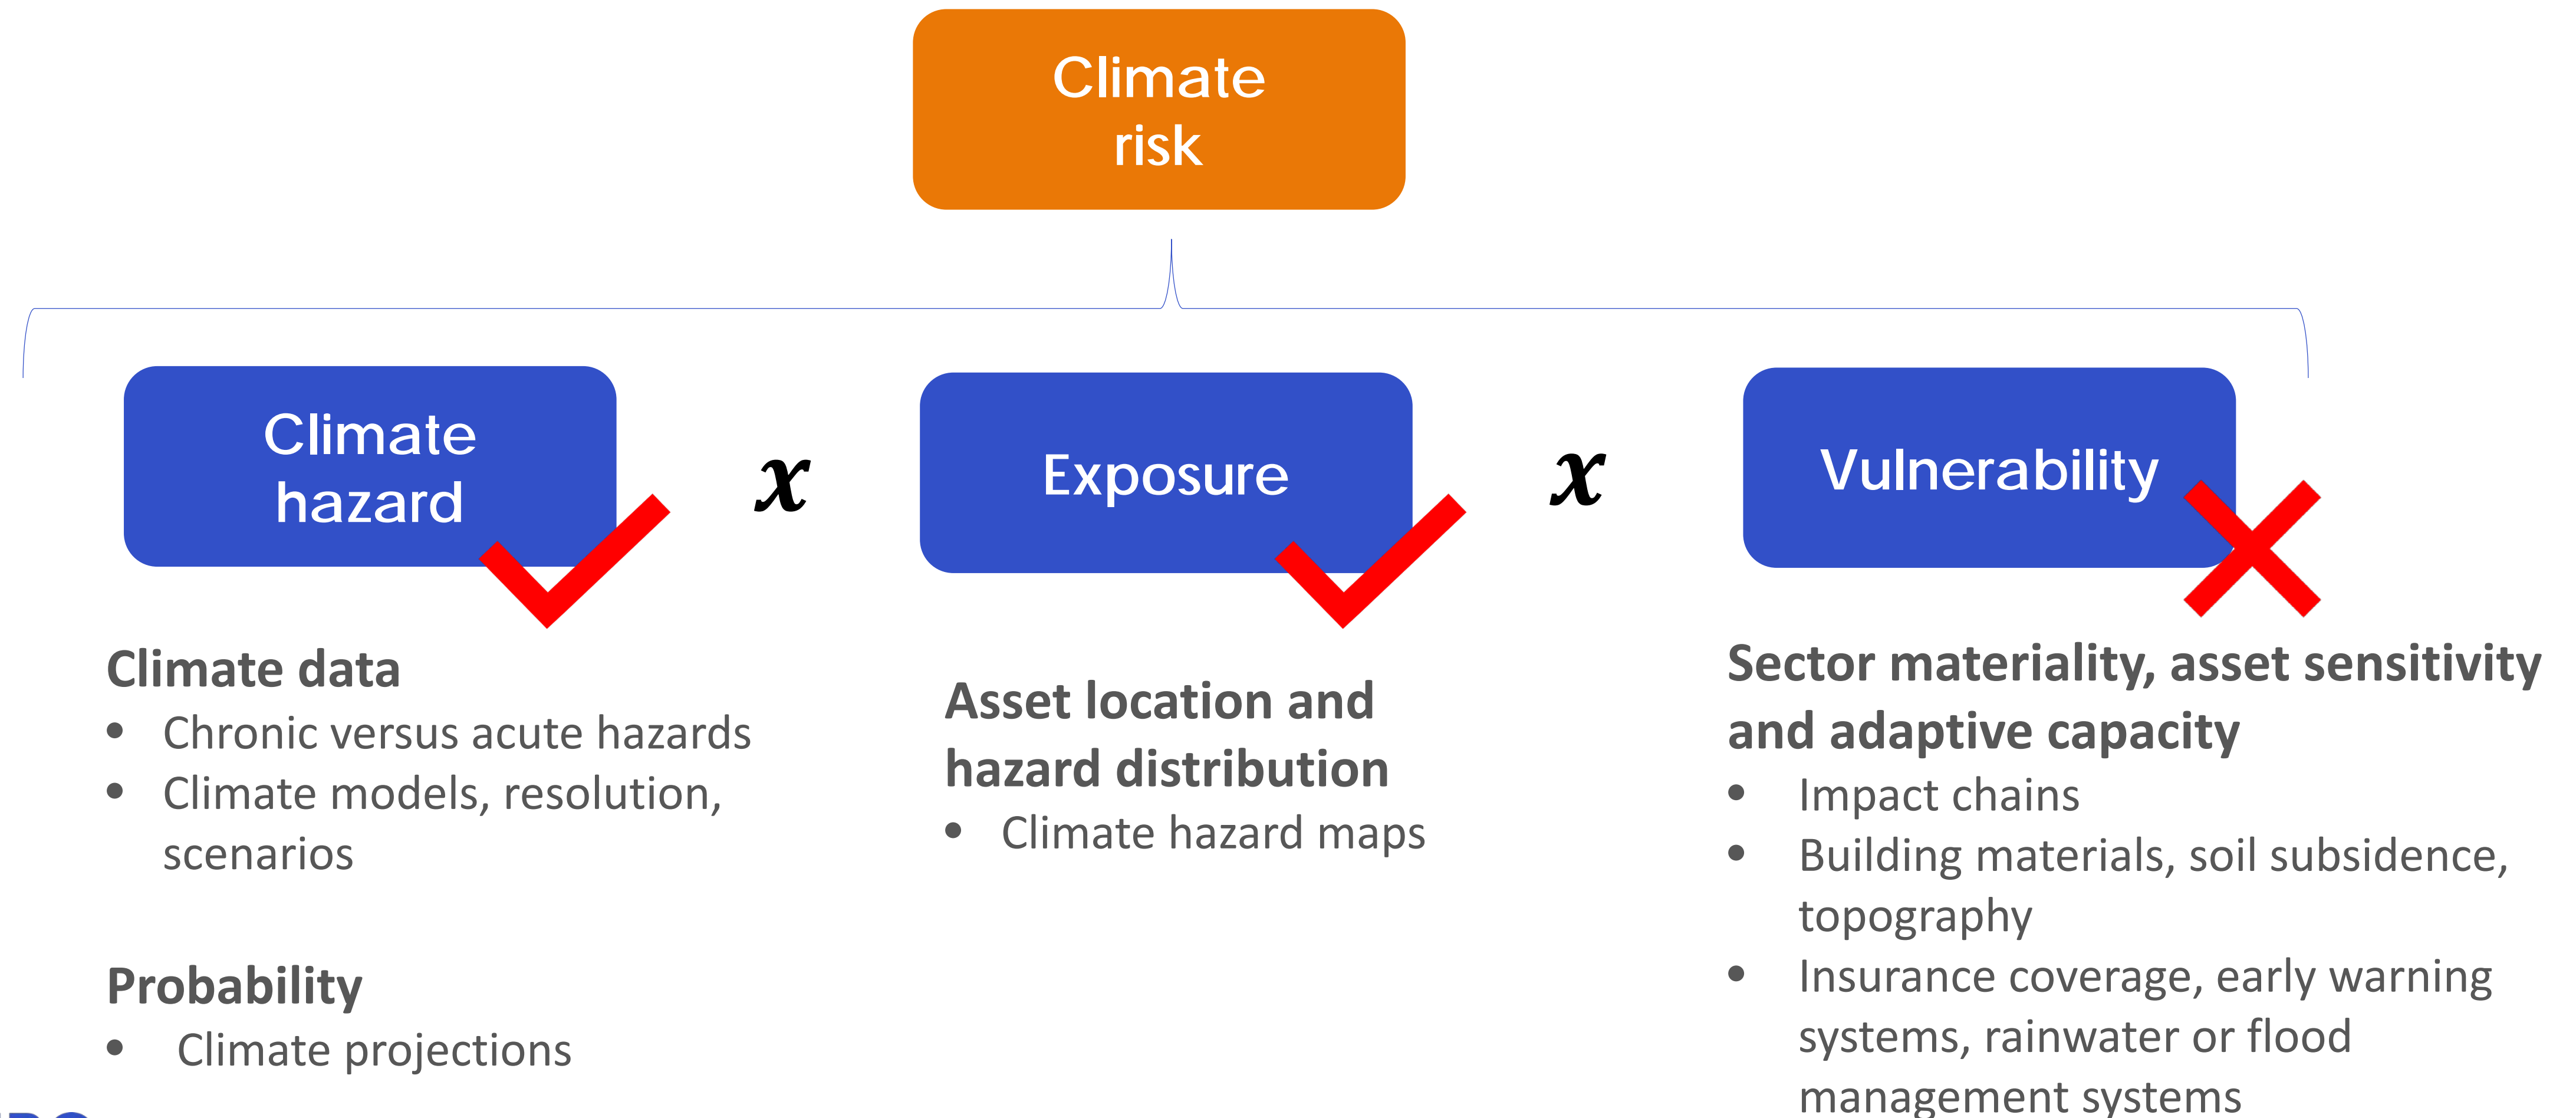 Climate
risk
Climate
hazard
x
Exposure
x
Vulnerability
Climate data
• Chronic versus acute hazards
• Climate models, resolution,
scenarios
Probability
• Climate projections
Asset location and
hazard distribution
• Climate hazard maps
Sector materiality, asset sensitivity
and adaptive capacity
• Impact chains
• Building materials, soil subsidence,
topography
• Insurance coverage, early warning
systems, rainwater or flood
management systems